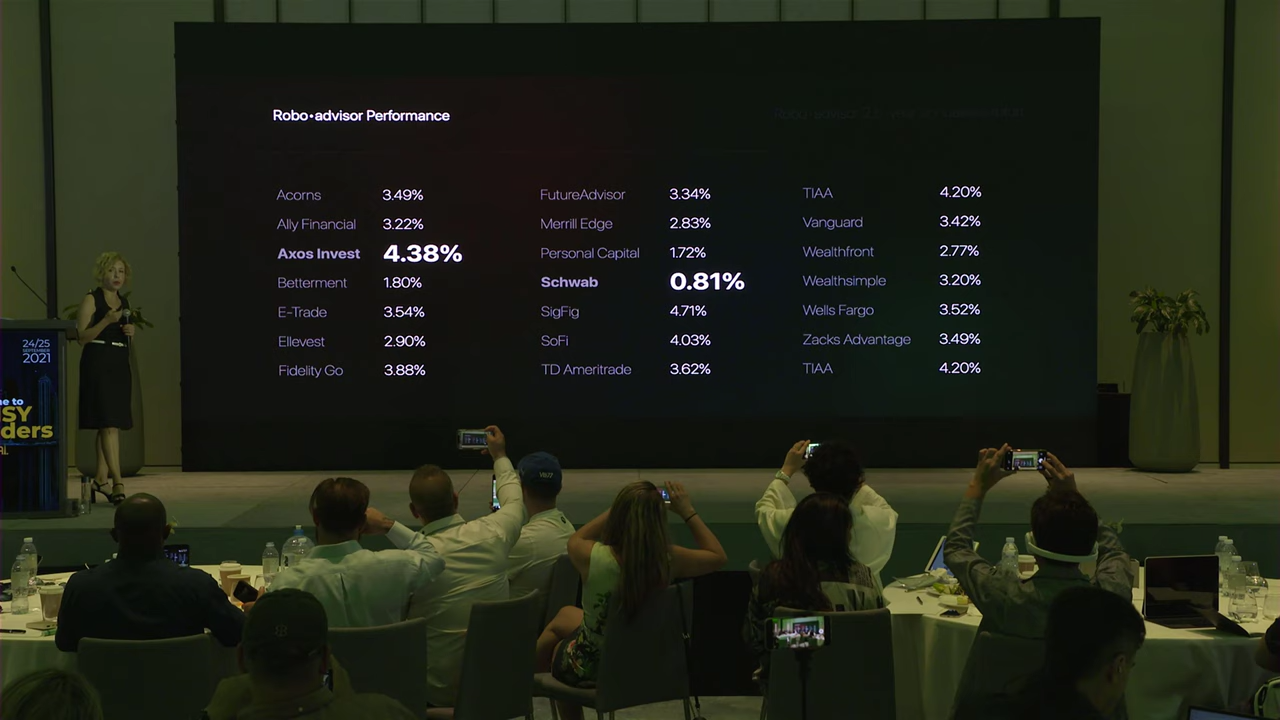 Robo•advisor Performance
Acorns 3.49%
Ally Financial 3.22%
Axos Invest 4.38%
Betterment 1.80%
E-Trade 3.54%
Ellevest 2.90%
Fidelity Go 3.88%
FutureAdvisor 3.34%
Merrill Edge 2.83%
Personal Capital 1.72%
Schwab 0.81%
SigFig 4.71%
SoFi 4.03%
TD Ameritrade 3.62%
TIAA 4.20%
Vanguard 3.42%
Wealthfront 2.77%
Wealthsimple 3.20%
Wells Fargo 3.52%
Zacks Advantage 3.49%
TIAA 4.20%
24/25
SEPTEMBER
2021